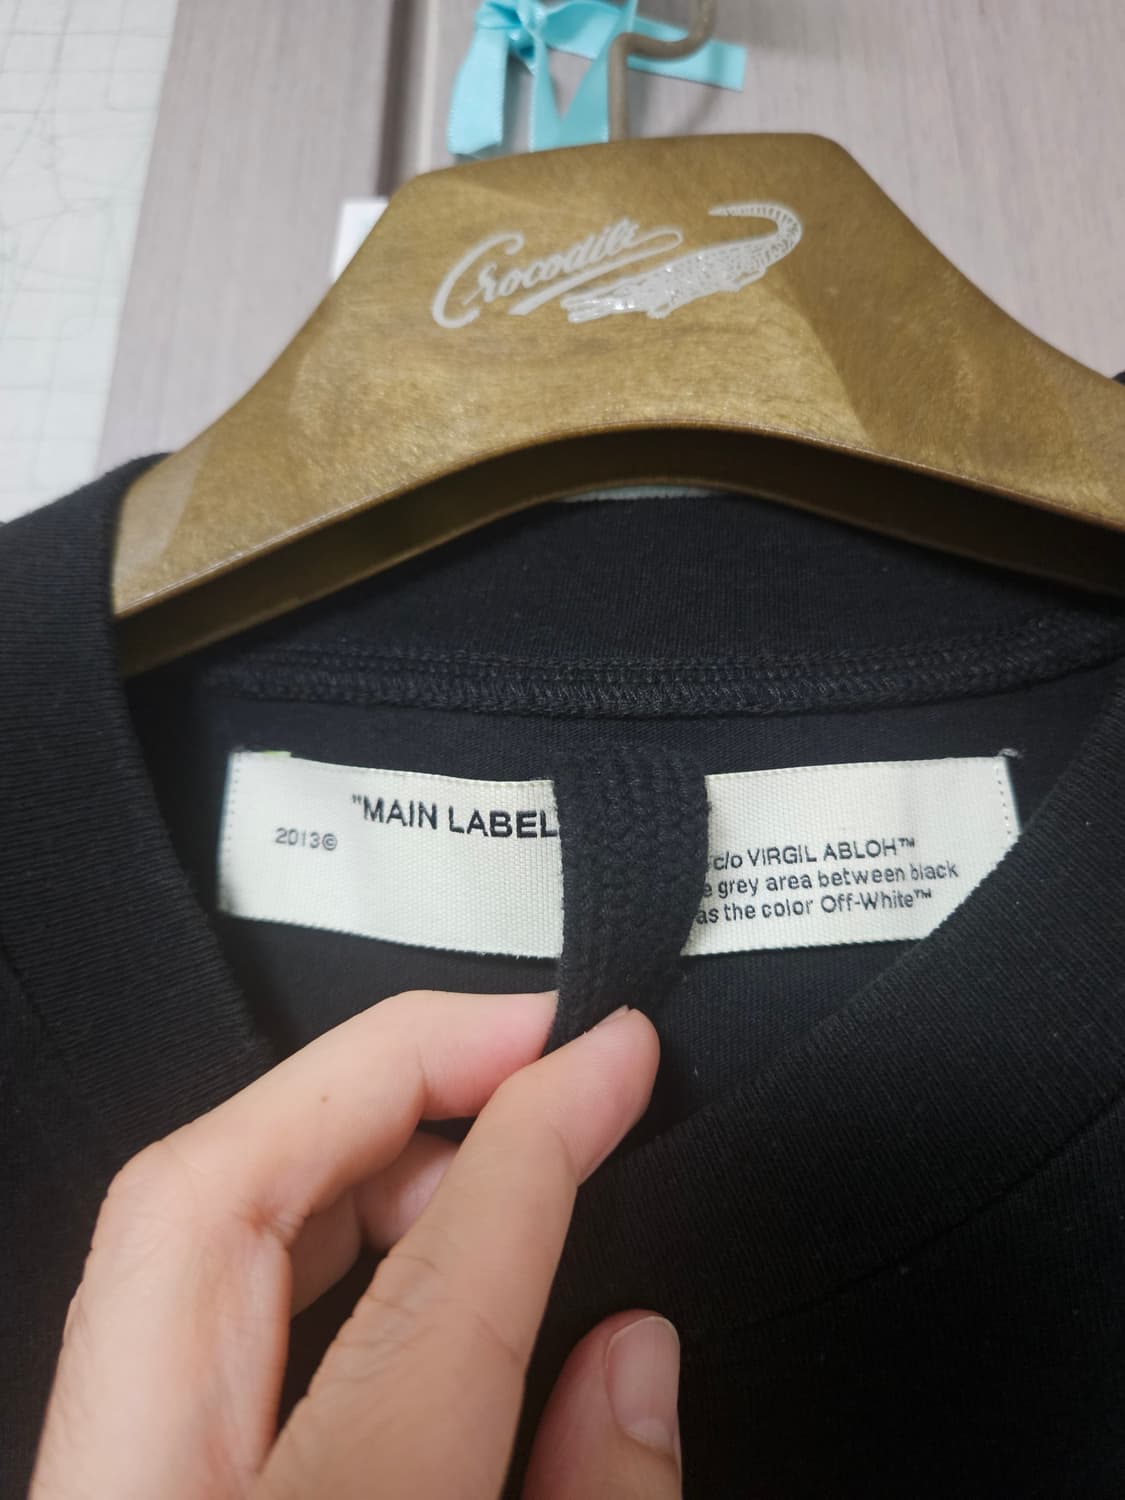 Crocodile
"MAIN LABEL
2013©
c/o VIRGIL ABLOH™
grey area between black
as the color Off-White™